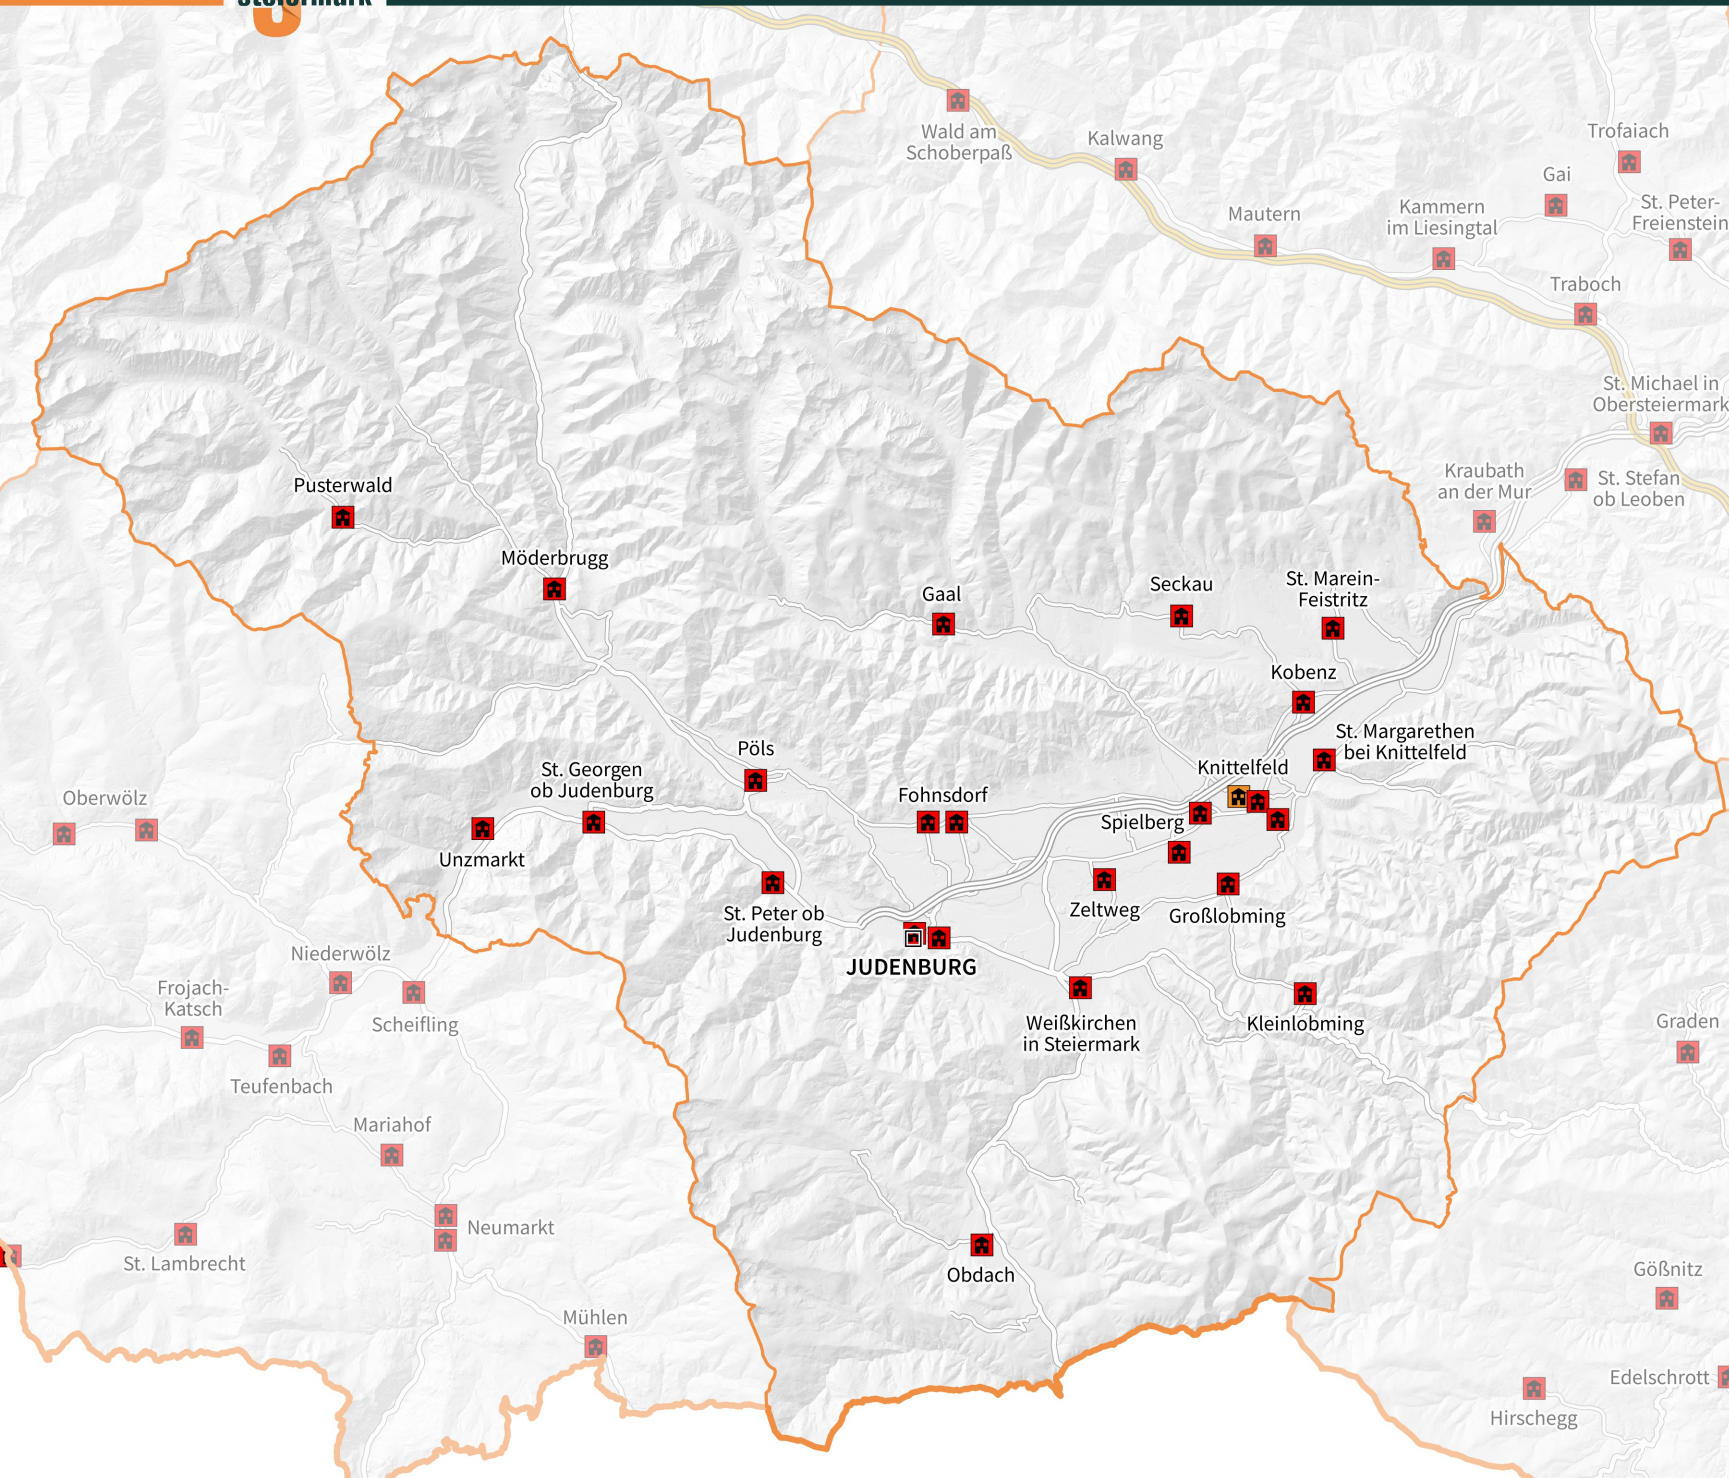 Steiermark
Wald am
Schoberpaß
Kalwang
Trofaiach
Gai
St. Peter-
Freienstein
Mautern
Kammern
im Liesingtal
Traboch
St. Michael in
Obersteiermark
Kraubath
an der Mur
St. Stefan
ob Leoben
Pusterwald
Möderbrugg
Gaal
Seckau
St. Marein-
Feistritz
Kobenz
St. Margarethen
bei Knittelfeld
Knittelfeld
Pöls
St. Georgen
ob Judenburg
Fohnsdorf
Spielberg
Oberwölz
Unzmarkt
St. Peter ob
Judenburg
Zeltweg
Großlobming
JUDENBURG
Niederwölz
Frojach-
Katsch
Scheifling
Weißkirchen
in Steiermark
Kleinlobming
Graden
Teufenbach
Mariahof
Neumarkt
St. Lambrecht
Obdach
Gößnitz
Mühlen
Edelschrott
Hirschegg